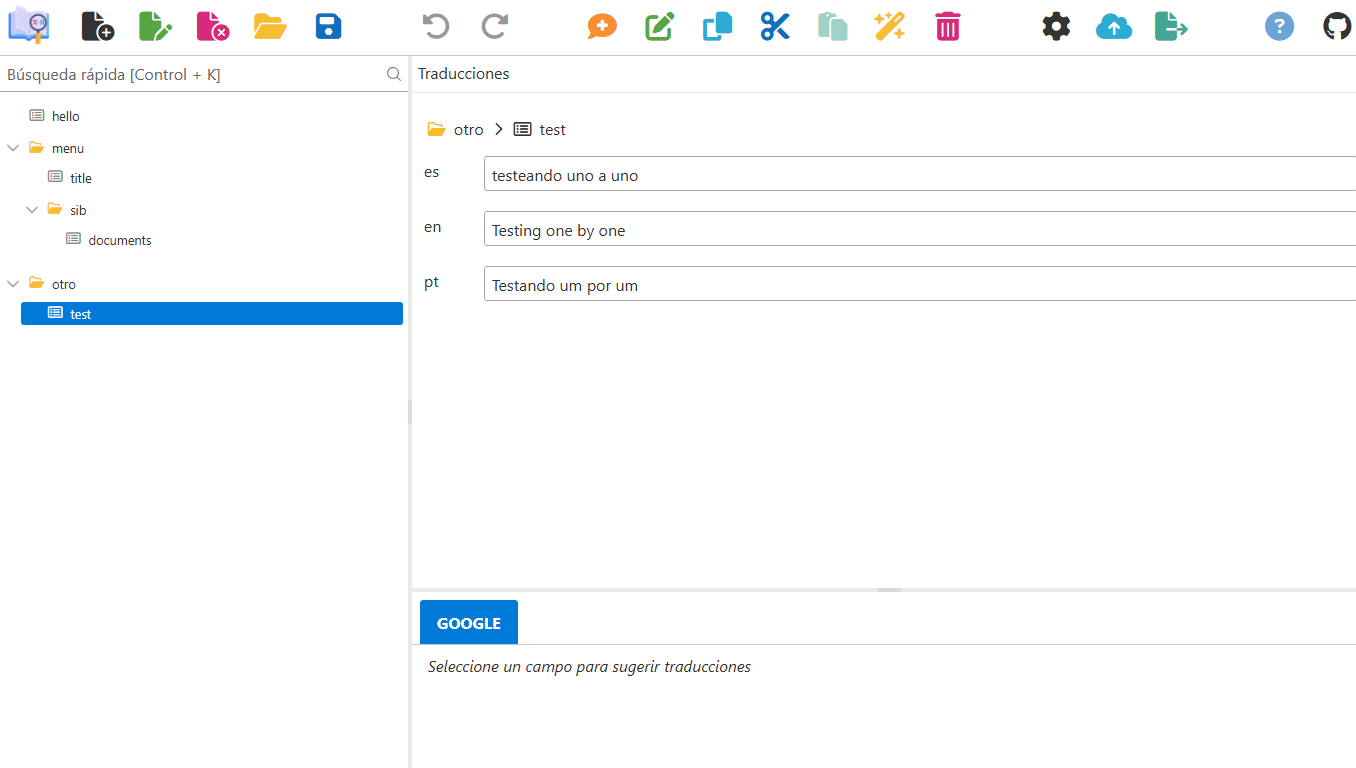 Búsqueda rápida [Control + K]
hello
menu
title
sib
documents
otro
test
Traducciones
otro > test
es testeando uno a uno
en Testing one by one
pt Testando um por um
GOOGLE
Seleccione un campo para sugerir traducciones